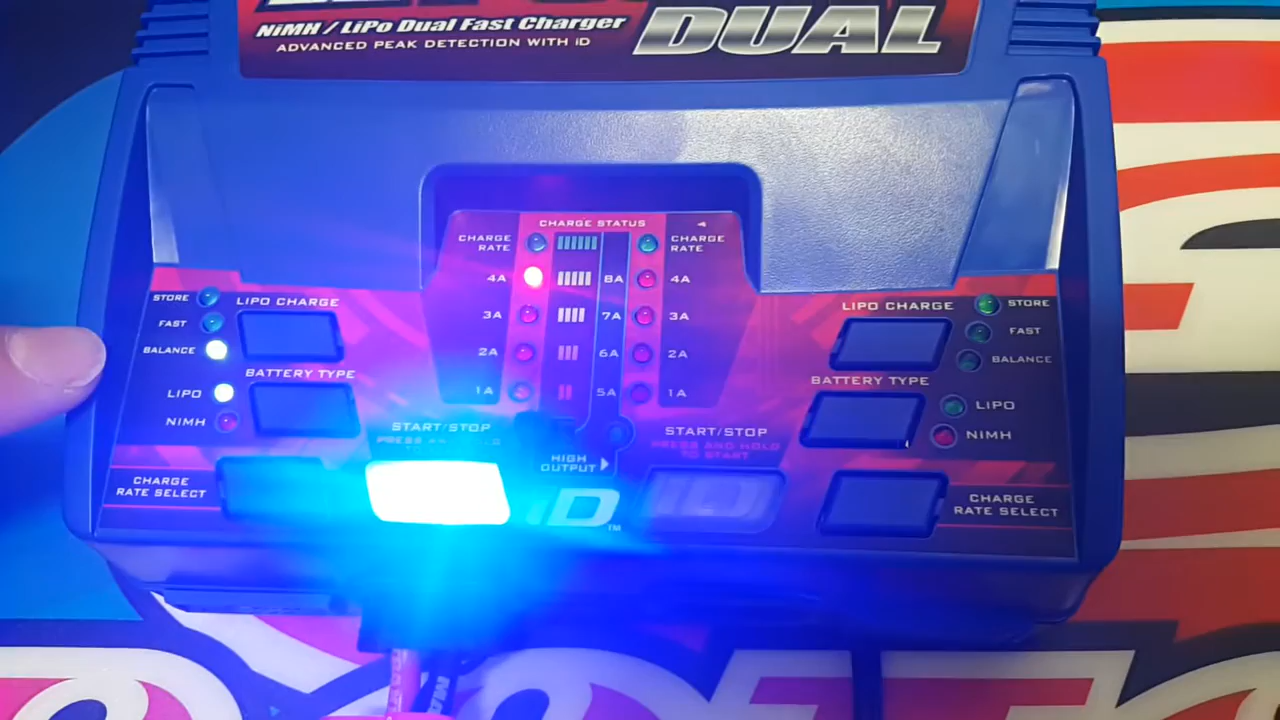 NiMH / LiPo Dual Fast Charger
ADVANCED PEAK DETECTION WITH iD
DUAL
CHARGE STATUS
CHARGE RATE
CHARGE RATE
4A 8A 4A
3A 7A 3A
2A 6A 2A
1A 5A 1A
STORE
LIPO CHARGE
FAST
BALANCE
BATTERY TYPE
LIPO
NIMH
START/STOP
CHARGE
RATE SELECT
HIGH
OUTPUT
iD™
LIPO CHARGE
STORE
FAST
BALANCE
BATTERY TYPE
LIPO
NIMH
START/STOP
PRESS AND HOLD
TO START
iD
CHARGE
RATE SELECT